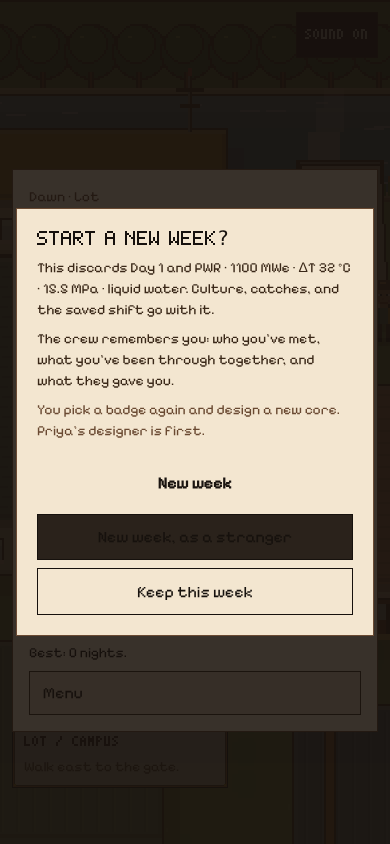 SOUND ON
Dawn · Lot
START A NEW WEEK?
This discards Day 1 and PWR · 1100 MWe · ΔT 32 °C
· 15.5 MPa · liquid water. Culture, catches, and
the saved shift go with it.
The crew remembers you: who you've met,
what you've been through together, and
what they gave you.
You pick a badge again and design a new core.
Priya's designer is first.
New week
New week, as a stranger
Keep this week
Best: 0 nights.
Menu
LOT / CAMPUS
Walk east to the gate.